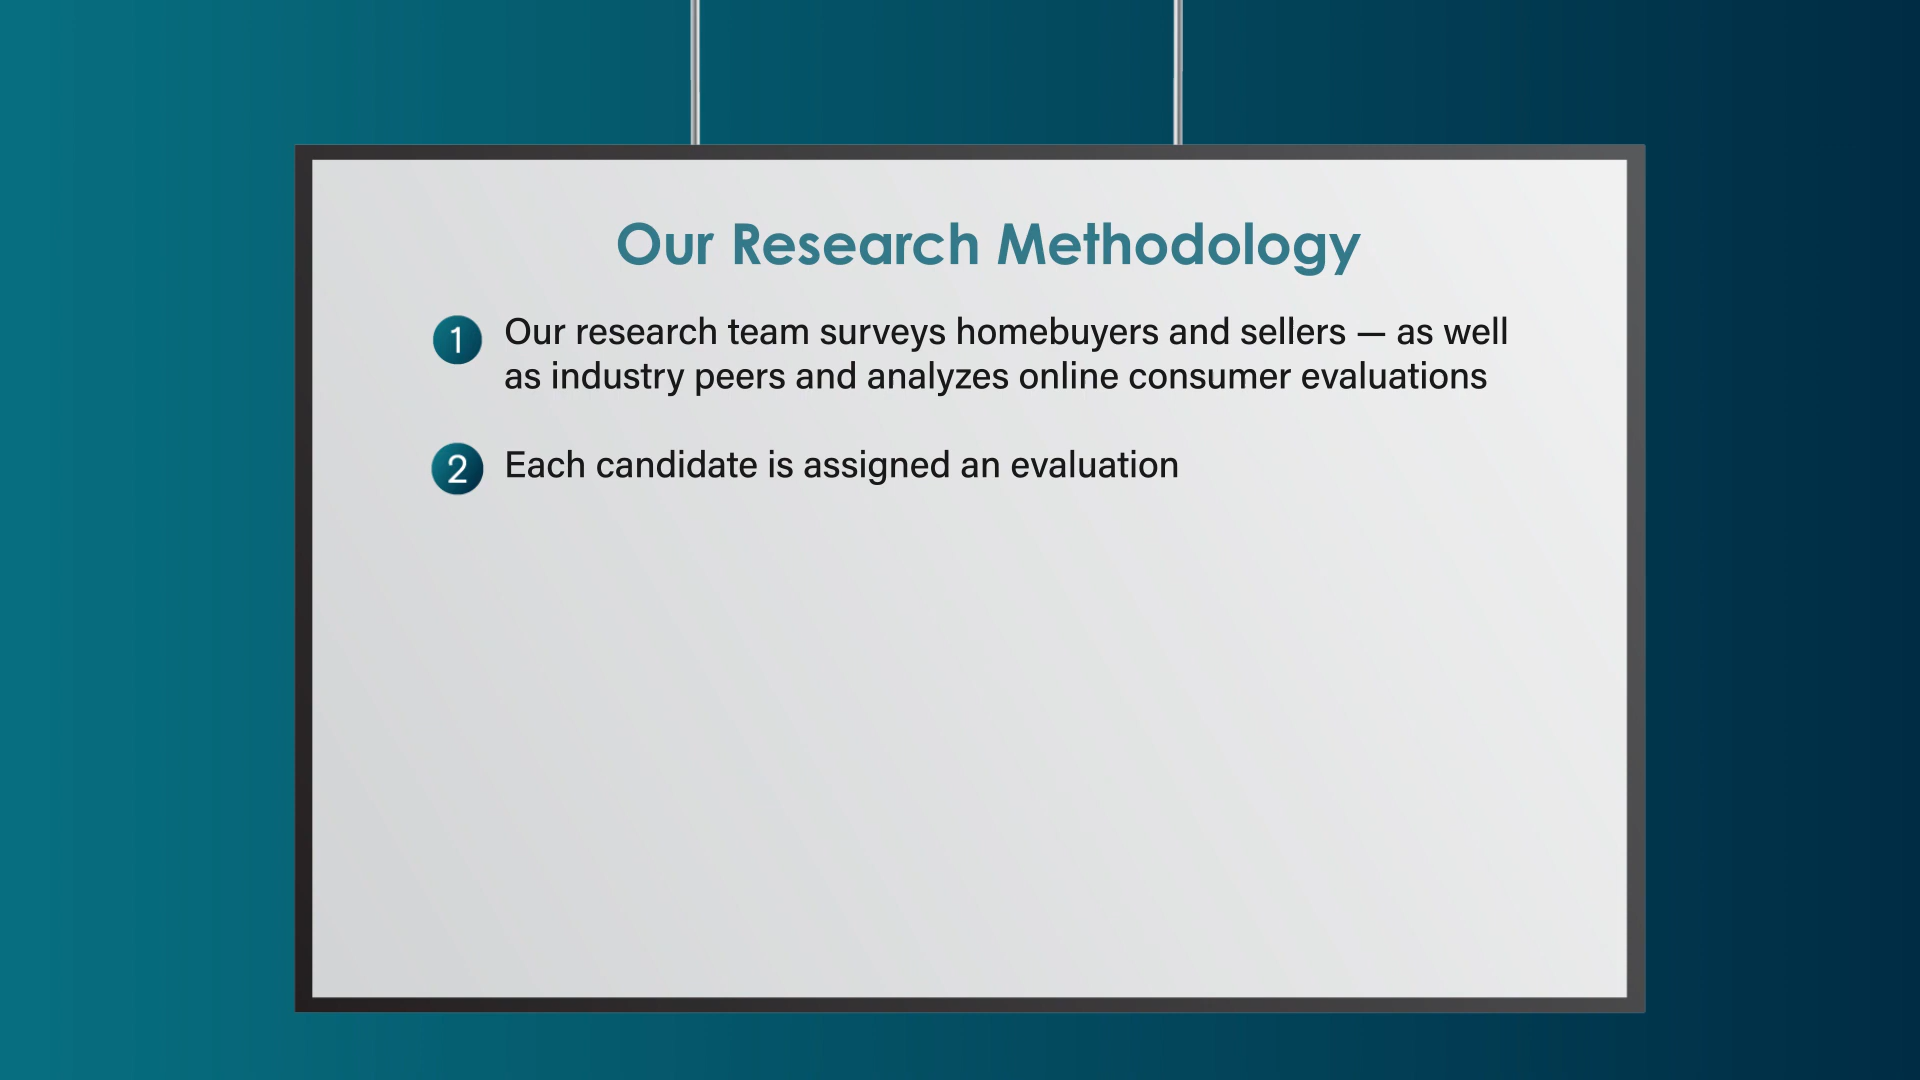 Our Research Methodology
1 Our research team surveys homebuyers and sellers — as well
as industry peers and analyzes online consumer evaluations
2 Each candidate is assigned an evaluation